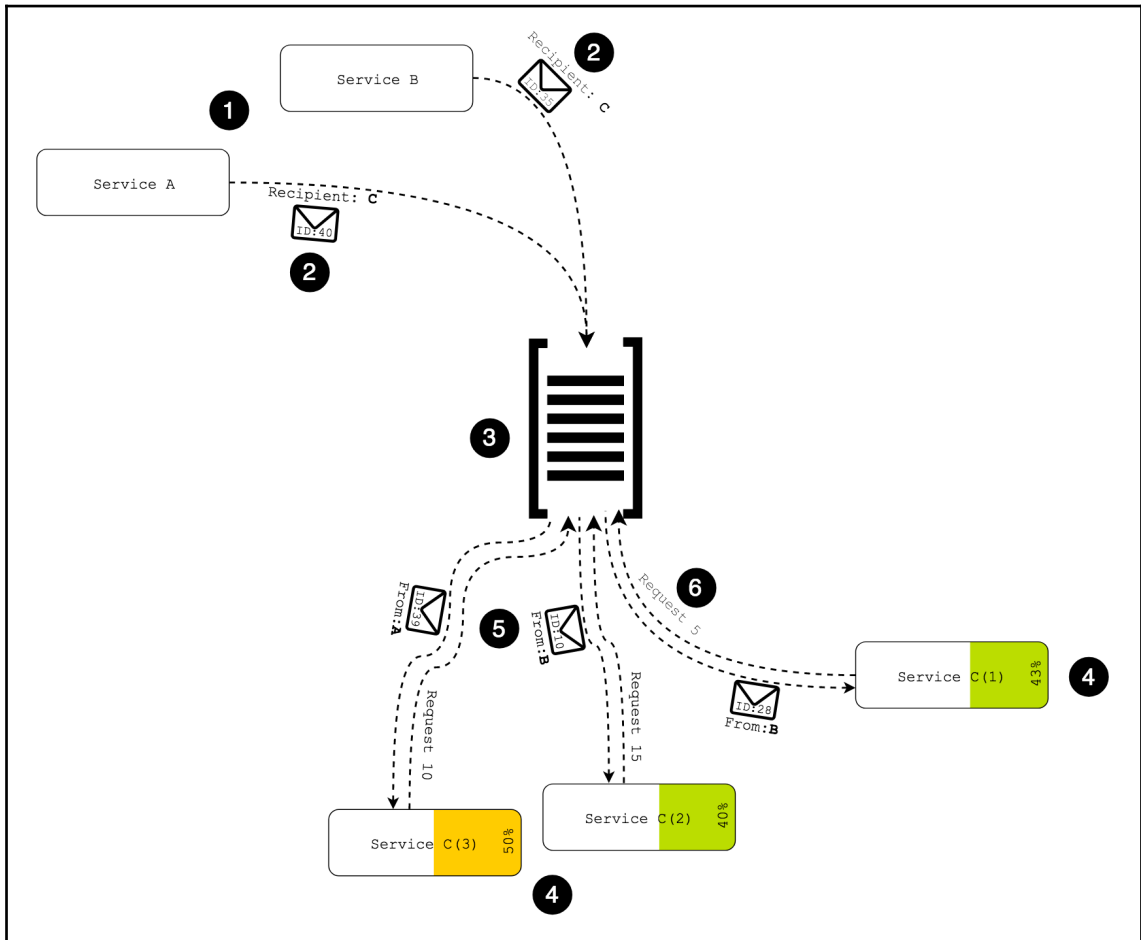 Service B
Recipient: C
ID:35
2
1
Service A
Recipient: C
ID:40
2
3
From:A
ID:39
5
From:B
ID:10
Request 5
6
Request 10
Request 15
ID:28
From:B
Service C(1)
43%
4
Service C(2)
40%
Service C(3)
50%
4